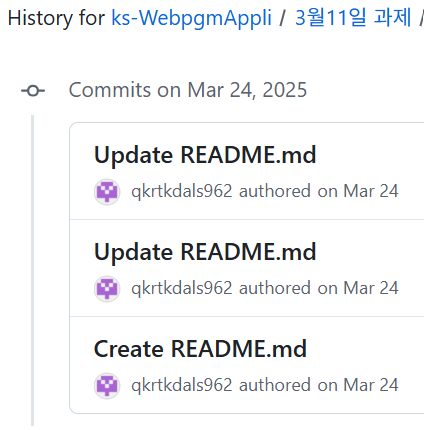 History for ks-WebpgmAppli / 3월11일 과제 /
Commits on Mar 24, 2025
Update README.md
qkrtkdals962 authored on Mar 24
Update README.md
qkrtkdals962 authored on Mar 24
Create README.md
qkrtkdals962 authored on Mar 24